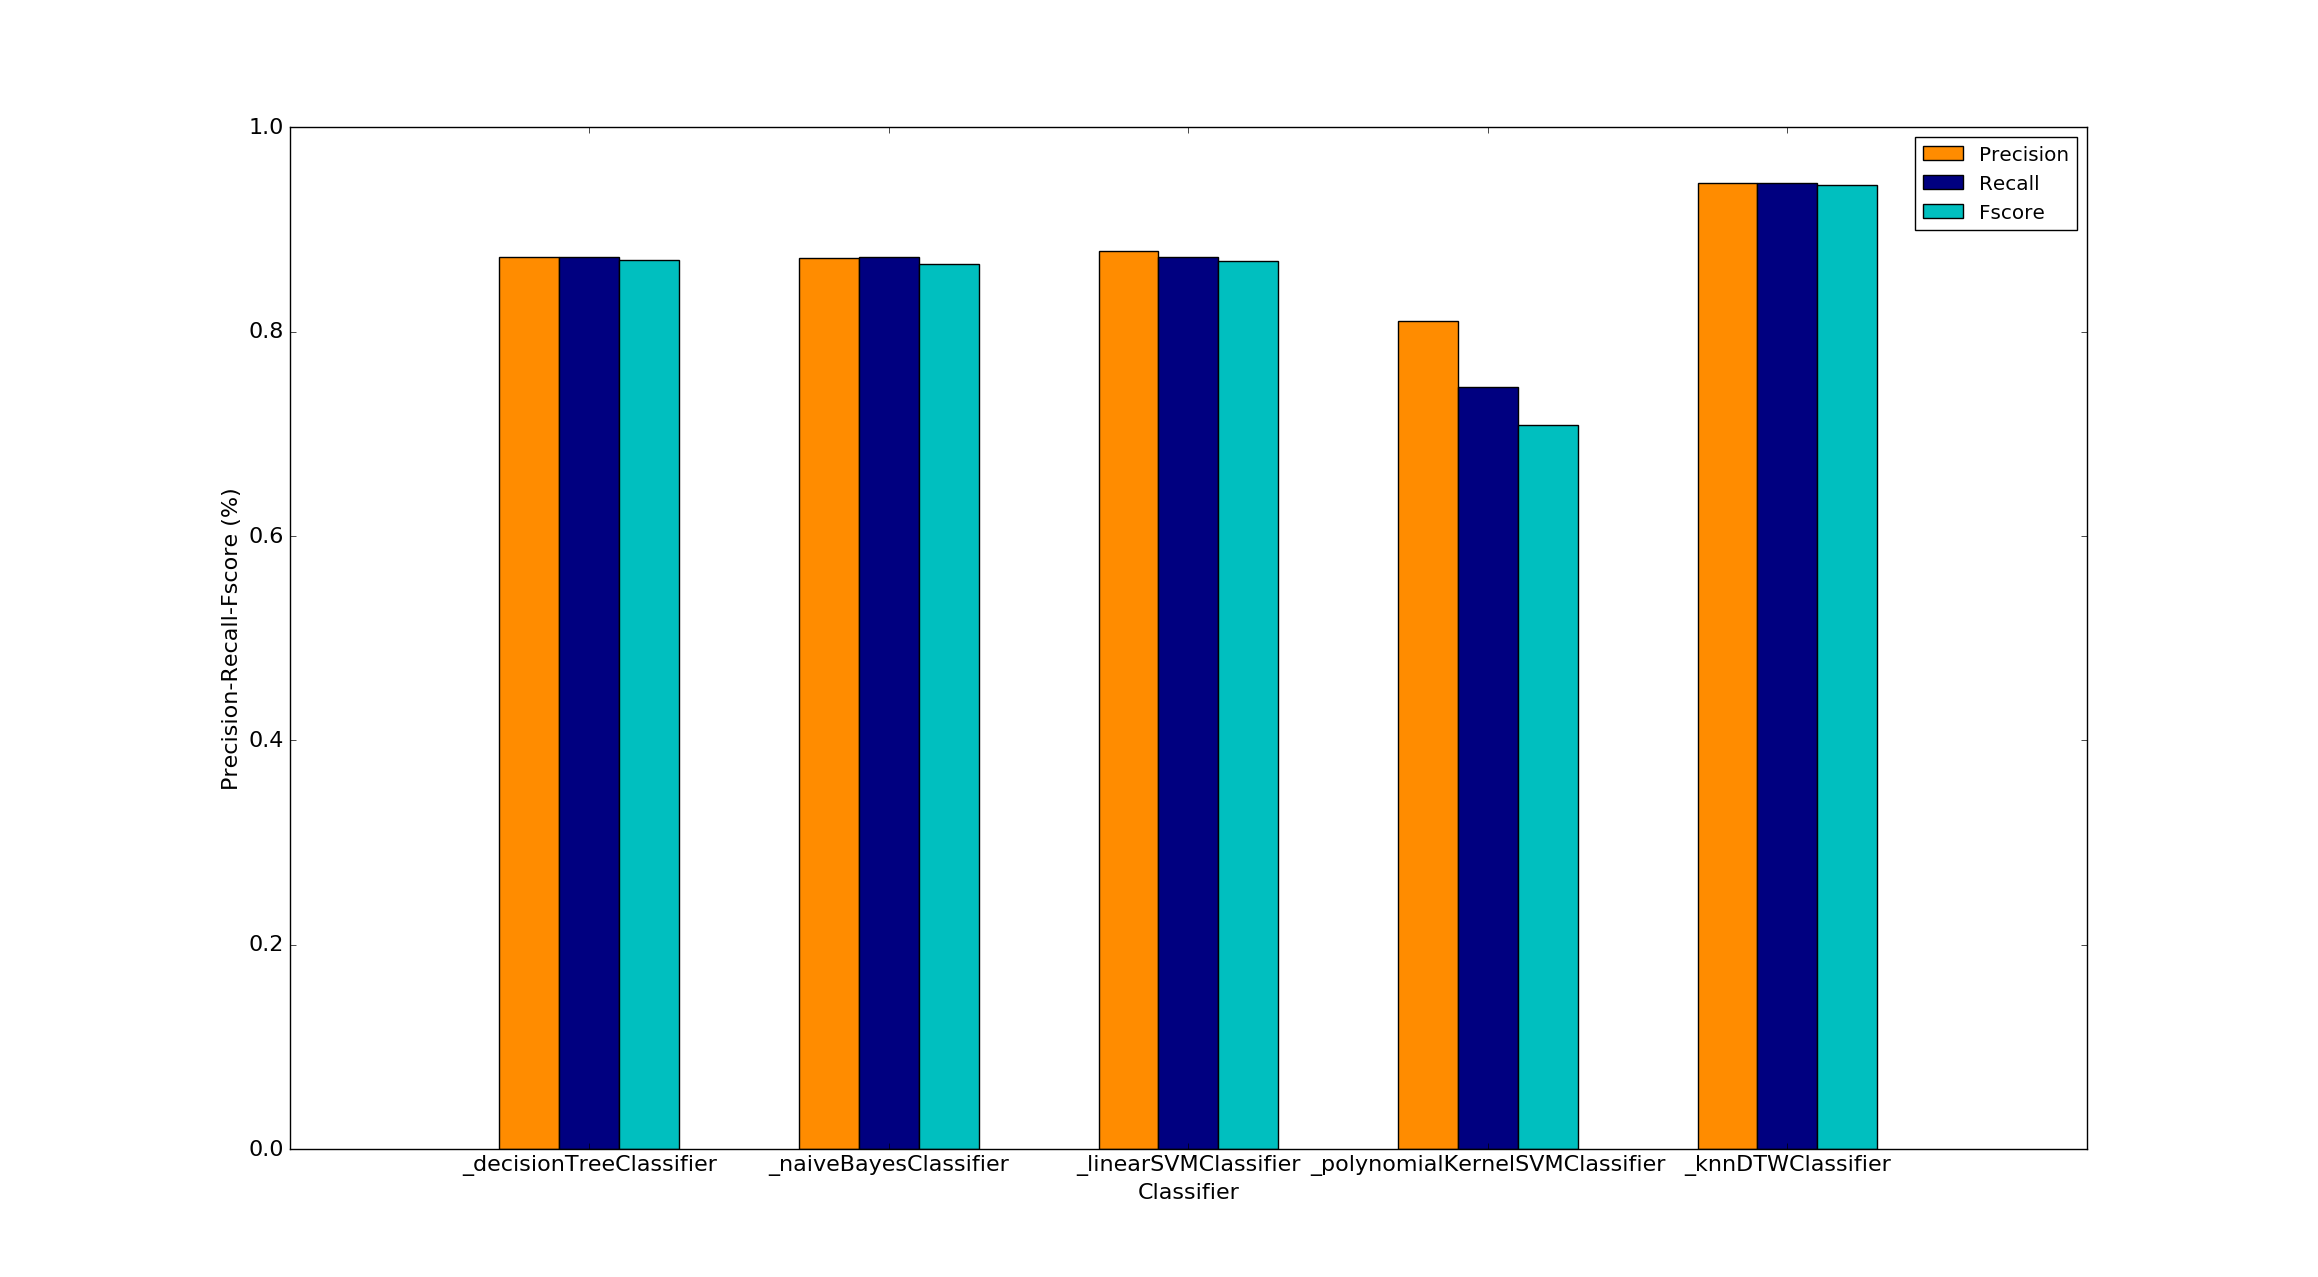 Precision
Recall
Fscore
1.0
0.8
0.6
0.4
0.2
0.0
Precision-Recall-Fscore (%)
_decisionTreeClassifier _naiveBayesClassifier _linearSVMClassifier _polynomialKernelSVMClassifier _knnDTWClassifier
Classifier